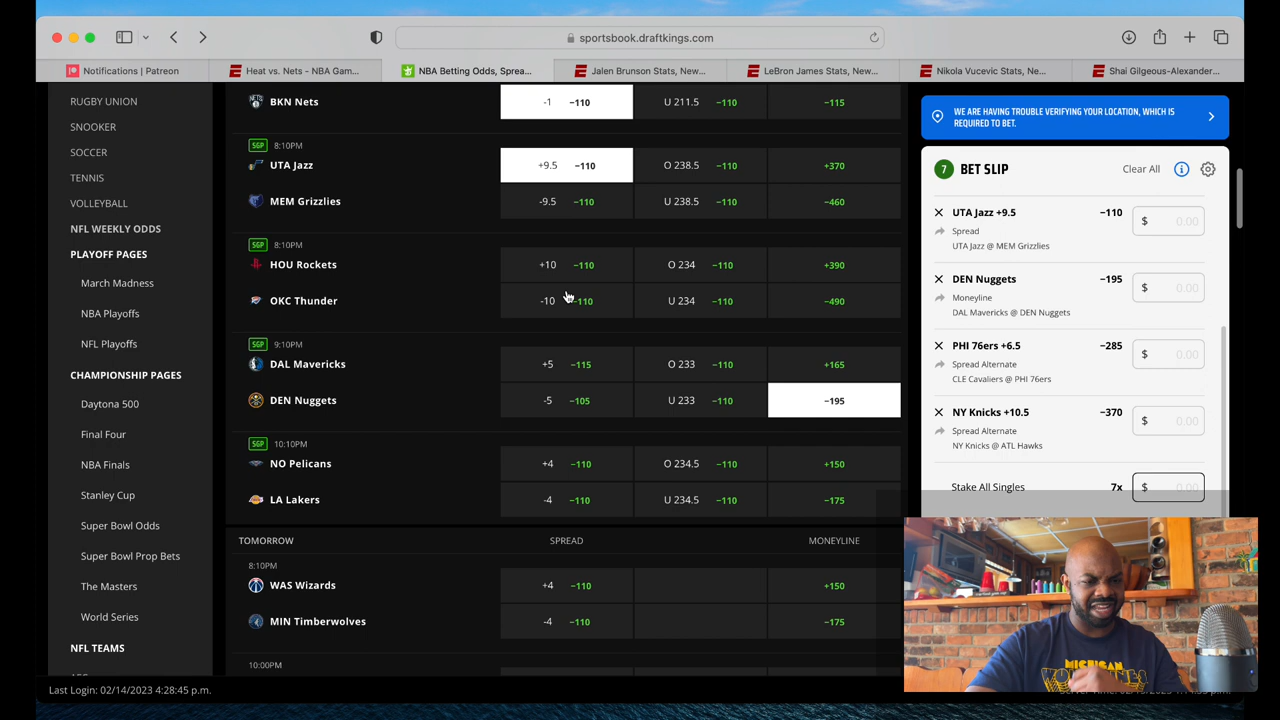 sportsbook.draftkings.com
Notifications | Patreon
Heat vs. Nets - NBA Gam...
NBA Betting Odds, Sprea...
Jalen Brunson Stats, New...
LeBron James Stats, New...
Nikola Vucevic Stats, Ne...
Shai Gilgeous-Alexander...
RUGBY UNION
SNOOKER
SOCCER
TENNIS
VOLLEYBALL
NFL WEEKLY ODDS
PLAYOFF PAGES
March Madness
NBA Playoffs
NFL Playoffs
CHAMPIONSHIP PAGES
Daytona 500
Final Four
NBA Finals
Stanley Cup
Super Bowl Odds
Super Bowl Prop Bets
The Masters
World Series
NFL TEAMS
BKN Nets -1 −110 U 211.5 −110 −115
SGP 8:10PM
UTA Jazz +9.5 −110 O 238.5 −110 +370
MEM Grizzlies -9.5 −110 U 238.5 −110 −460
SGP 8:10PM
HOU Rockets +10 −110 O 234 −110 +390
OKC Thunder -10 −110 U 234 −110 −490
SGP 9:10PM
DAL Mavericks +5 −115 O 233 −110 +165
DEN Nuggets -5 −105 U 233 −110 −195
SGP 10:10PM
NO Pelicans +4 −110 O 234.5 −110 +150
LA Lakers -4 −110 U 234.5 −110 −175
TOMORROW SPREAD MONEYLINE
8:10PM
WAS Wizards +4 −110 +150
MIN Timberwolves -4 −110 −175
10:00PM
WE ARE HAVING TROUBLE VERIFYING YOUR LOCATION, WHICH IS
REQUIRED TO BET.
7 BET SLIP Clear All
UTA Jazz +9.5 −110 $ 0.00
Spread
UTA Jazz @ MEM Grizzlies
DEN Nuggets −195 $ 0.00
Moneyline
DAL Mavericks @ DEN Nuggets
PHI 76ers +6.5 −285 $ 0.00
Spread Alternate
CLE Cavaliers @ PHI 76ers
NY Knicks +10.5 −370 $ 0.00
Spread Alternate
NY Knicks @ ATL Hawks
Stake All Singles 7x $ 0.00
MICHIGAN
Last Login: 02/14/2023 4:28:45 p.m.